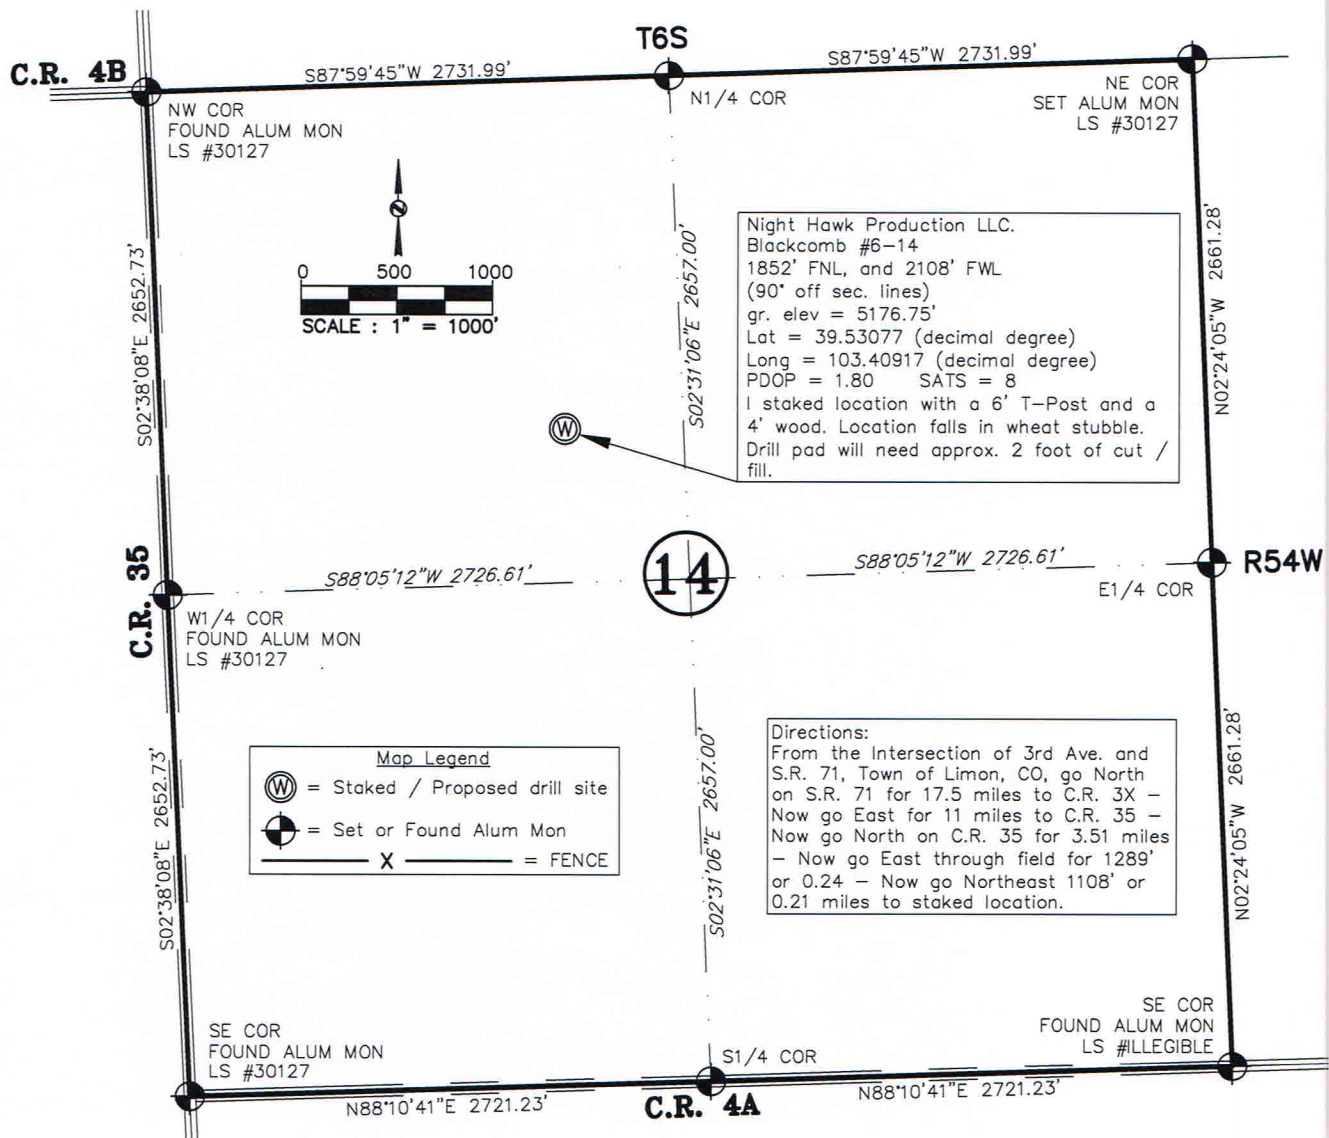 T6S
C.R. 4B
S87°59'45"W 2731.99'
S87°59'45"W 2731.99'
NW COR
FOUND ALUM MON
LS #30127
N1/4 COR
NE COR
SET ALUM MON
LS #30127
N
0 500 1000
SCALE : 1" = 1000'
S02°38'08"E 2652.73'
S02°31'06"E 2657.00'
Night Hawk Production LLC.
Blackcomb #6-14
1852' FNL, and 2108' FWL
(90° off sec. lines)
gr. elev = 5176.75'
Lat = 39.53077 (decimal degree)
Long = 103.40917 (decimal degree)
PDOP = 1.80 SATS = 8
I staked location with a 6' T-Post and a
4' wood. Location falls in wheat stubble.
Drill pad will need approx. 2 foot of cut /
fill.
N02°24'05"W 2661.28'
W
C.R. 35
S88°05'12"W 2726.61'
14
S88°05'12"W 2726.61'
R54W
E1/4 COR
W1/4 COR
FOUND ALUM MON
LS #30127
S02°38'08"E 2652.73'
Map Legend
W = Staked / Proposed drill site
= Set or Found Alum Mon
X = FENCE
S02°31'06"E 2657.00'
Directions:
From the Intersection of 3rd Ave. and
S.R. 71, Town of Limon, CO, go North
on S.R. 71 for 17.5 miles to C.R. 3X -
Now go East for 11 miles to C.R. 35 -
Now go North on C.R. 35 for 3.51 miles
- Now go East through field for 1289'
or 0.24 - Now go Northeast 1108' or
0.21 miles to staked location.
N02°24'05"W 2661.28'
SE COR
FOUND ALUM MON
LS #30127
S1/4 COR
SE COR
FOUND ALUM MON
LS #ILLEGIBLE
N88°10'41"E 2721.23'
C.R. 4A
N88°10'41"E 2721.23'